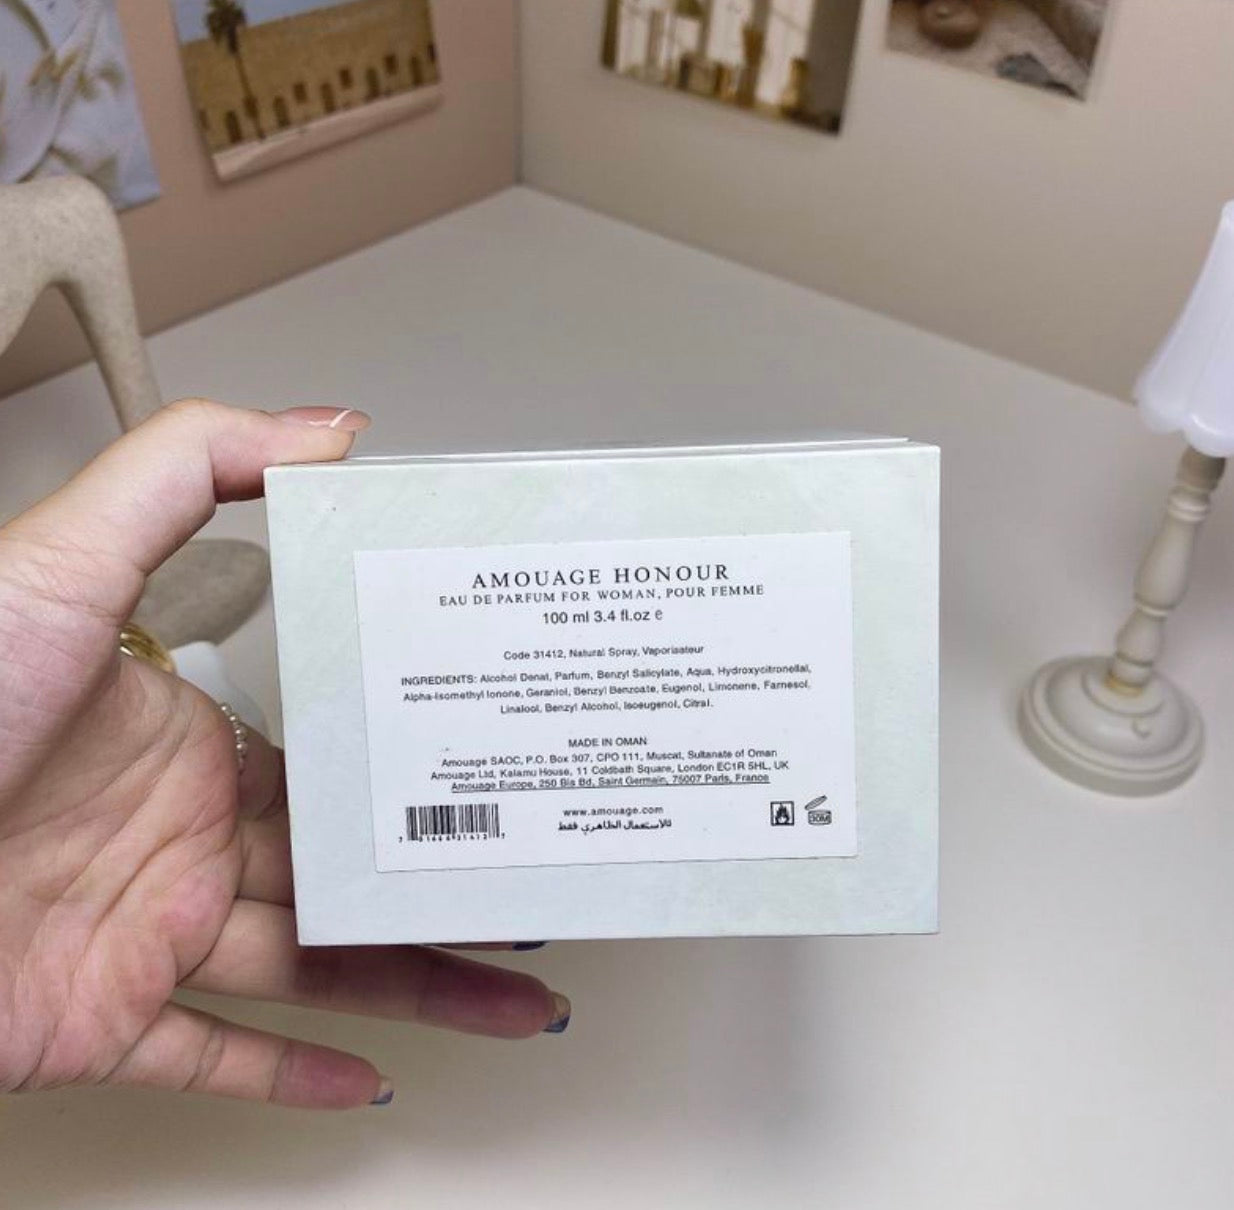 AMOUAGE HONOUR
EAU DE PARFUM FOR WOMAN, POUR FEMME
100 ml 3.4 fl.oz e
Code 31412, Natural Spray, Vaporisateur
INGREDIENTS: Alcohol Denat, Parfum, Benzyl Salicylate, Aqua, Hydroxycitronellal,
Alpha-Isomethyl Ionone, Geraniol, Benzyl Benzoate, Eugenol, Limonene, Farnesol,
Linalool, Benzyl Alcohol, Isoeugenol, Citral.
MADE IN OMAN
Amouage SAOC, P.O. Box 307, CPO 111, Muscat, Sultanate of Oman
Amouage Ltd, Kalamu House, 11 Coldbath Square, London EC1R 5HL, UK
Amouage Europe, 250 Bis Bd, Saint Germain, 75007 Paris, France
www.amouage.com
للاستعمال الظاهري فقط
30M